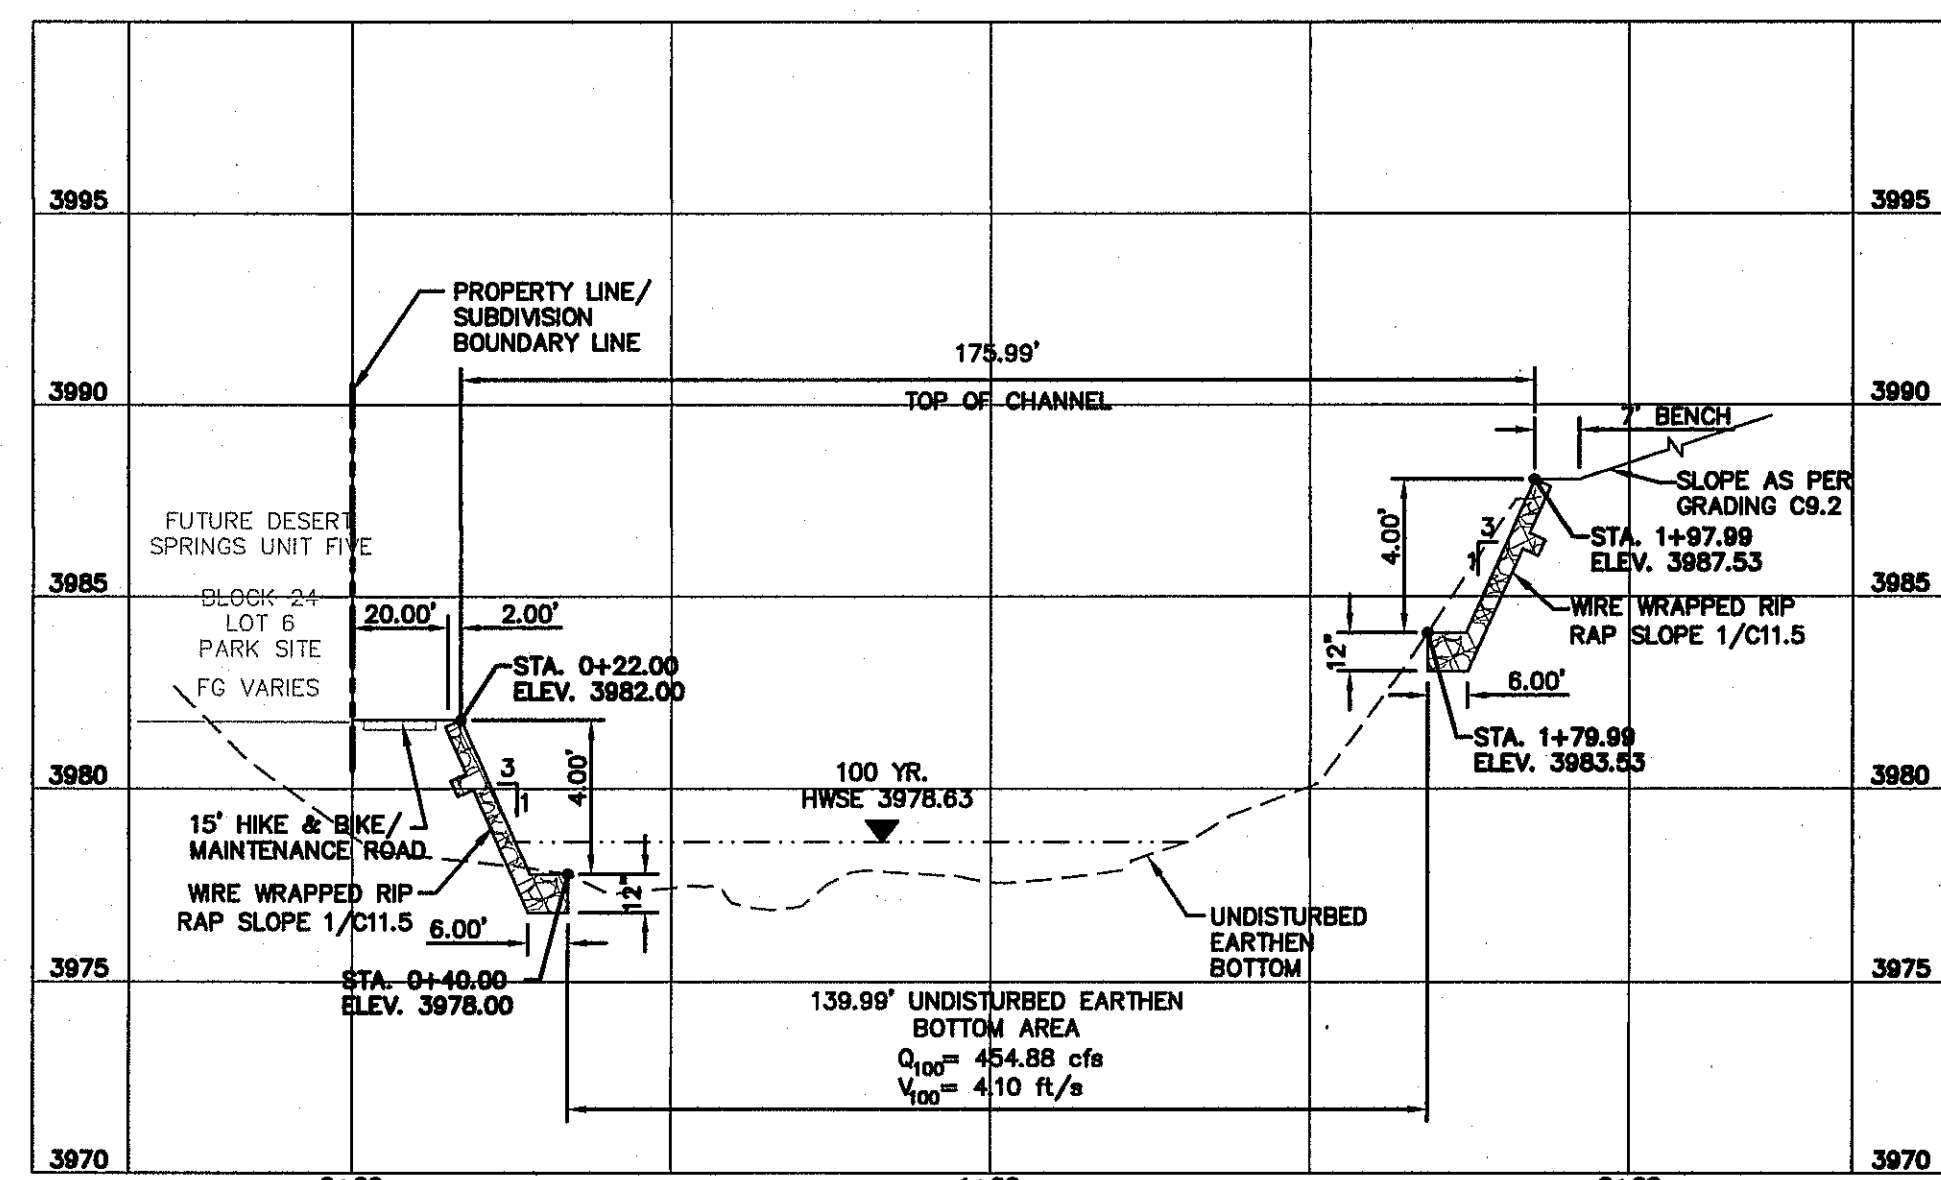 3995
3995
PROPERTY LINE/
SUBDIVISION
BOUNDARY LINE
175.99'
3990
TOP OF CHANNEL
3990
7' BENCH
SLOPE AS PER
GRADING C9.2
FUTURE DESERT
SPRINGS UNIT FIVE
4.00'
3
1
STA. 1+97.99
ELEV. 3987.53
3985
BLOCK 24
LOT 6
PARK SITE
FG VARIES
20.00'
2.00'
3985
WIRE WRAPPED RIP
RAP SLOPE 1/C11.5
12"
6.00'
STA. 0+22.00
ELEV. 3982.00
STA. 1+79.99
ELEV. 3983.53
3980
3
1
4.00'
100 YR.
HWSE 3978.63
3980
15' HIKE & BIKE/
MAINTENANCE ROAD
WIRE WRAPPED RIP
RAP SLOPE 1/C11.5
12"
6.00'
UNDISTURBED
EARTHEN
BOTTOM
3975
STA. 0+40.00
ELEV. 3978.00
3975
139.99' UNDISTURBED EARTHEN
BOTTOM AREA
Q100= 454.88 cfs
V100= 4.10 ft/s
3970
3970